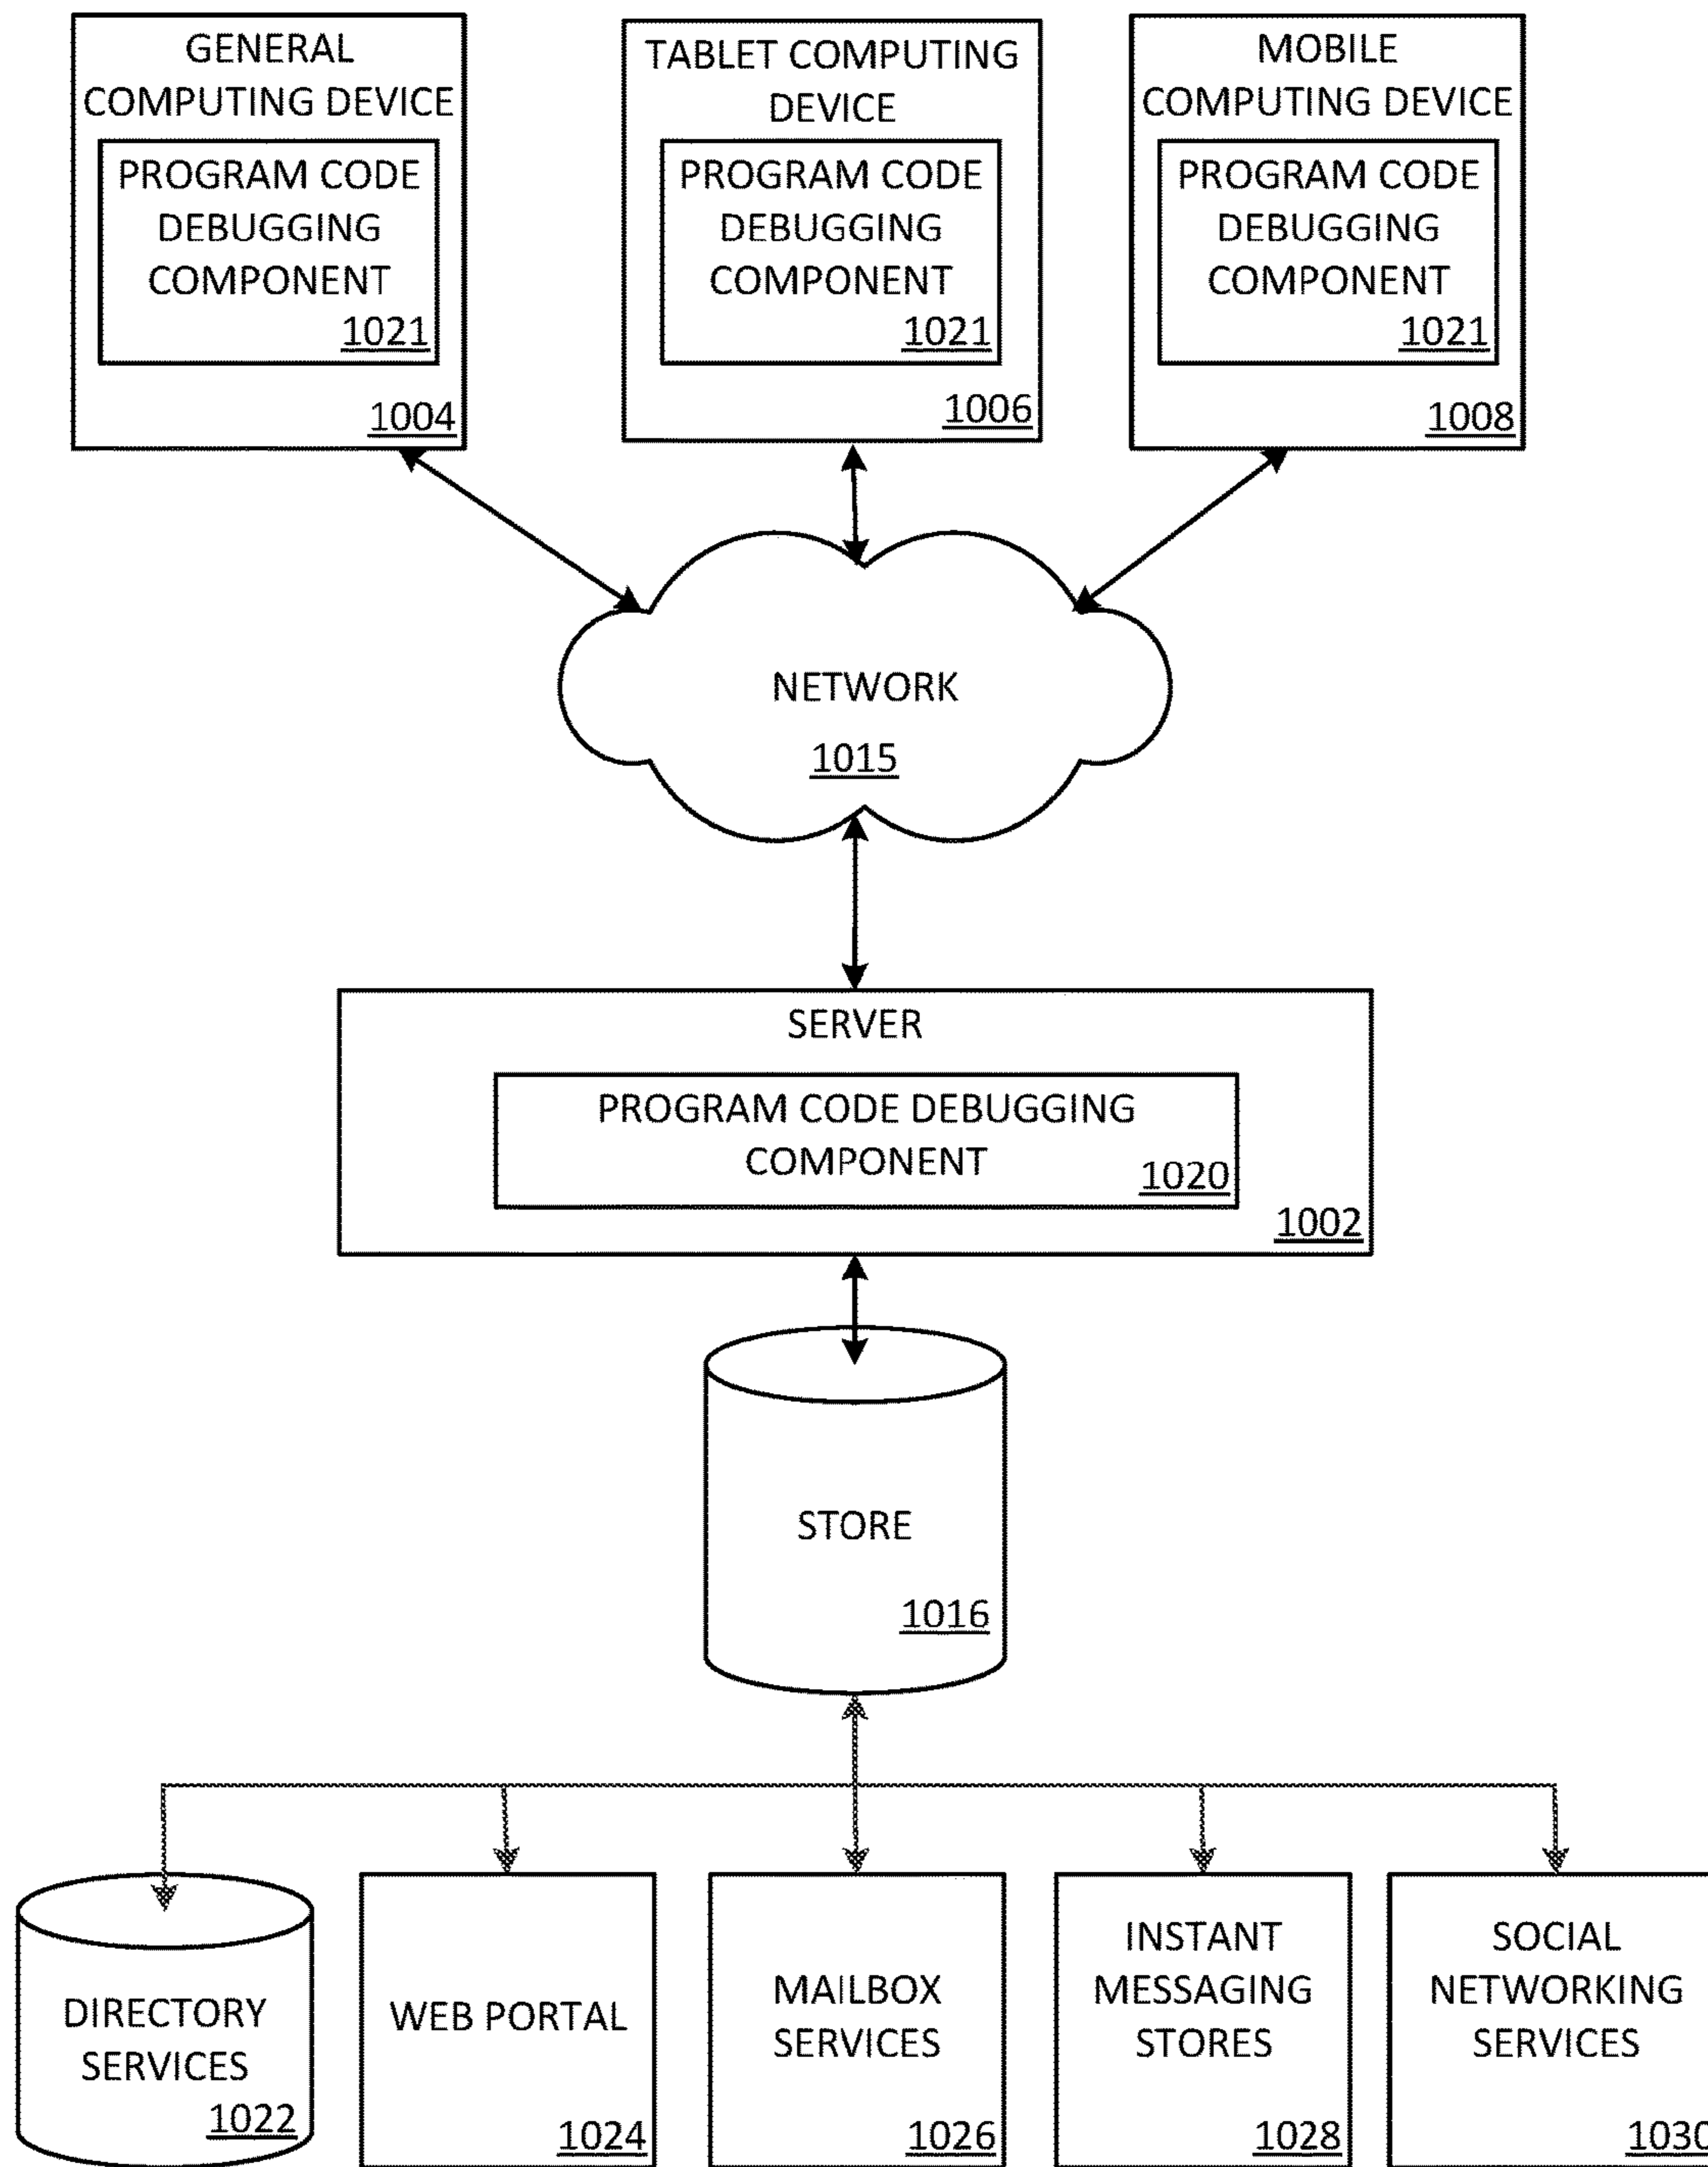 GENERAL
COMPUTING DEVICE
PROGRAM CODE
DEBUGGING
COMPONENT
1021
1004
TABLET COMPUTING
DEVICE
PROGRAM CODE
DEBUGGING
COMPONENT
1021
1006
MOBILE
COMPUTING DEVICE
PROGRAM CODE
DEBUGGING
COMPONENT
1021
1008
NETWORK
1015
SERVER
PROGRAM CODE DEBUGGING
COMPONENT
1020
1002
STORE
1016
DIRECTORY
SERVICES
1022
WEB PORTAL
1024
MAILBOX
SERVICES
1026
INSTANT
MESSAGING
STORES
1028
SOCIAL
NETWORKING
SERVICES
1030